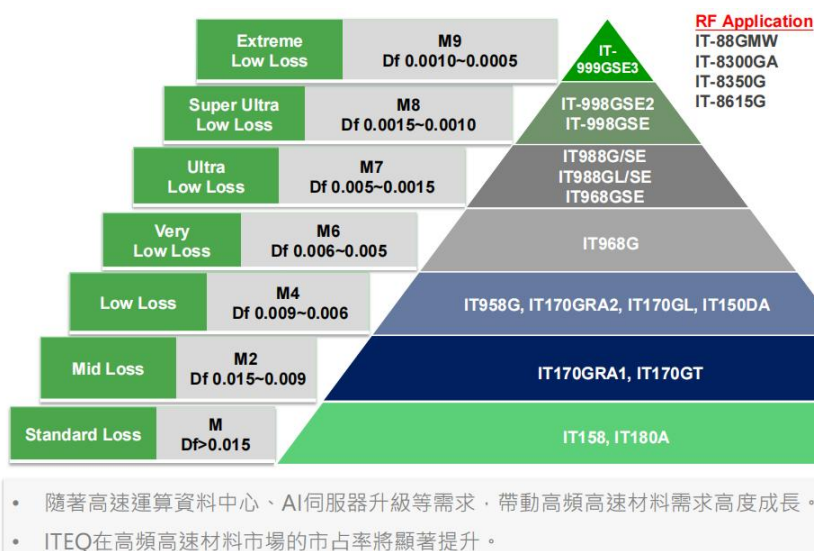 RF Application
IT-88GMW
IT-8300GA
IT-8350G
IT-8615G
Extreme
Low Loss
M9
Df 0.0010~0.0005
IT-
999GSE3
Super Ultra
Low Loss
M8
Df 0.0015~0.0010
IT-998GSE2
IT-998GSE
Ultra
Low Loss
M7
Df 0.005~0.0015
IT988G/SE
IT988GL/SE
IT968GSE
Very
Low Loss
M6
Df 0.006~0.005
IT968G
Low Loss
M4
Df 0.009~0.006
IT958G, IT170GRA2, IT170GL, IT150DA
Mid Loss
M2
Df 0.015~0.009
IT170GRA1, IT170GT
Standard Loss
M
Df>0.015
IT158, IT180A
• 隨著高速運算資料中心、AI伺服器升級等需求，帶動高頻高速材料需求高度成長。
• ITEQ在高頻高速材料市場的市占率將顯著提升。